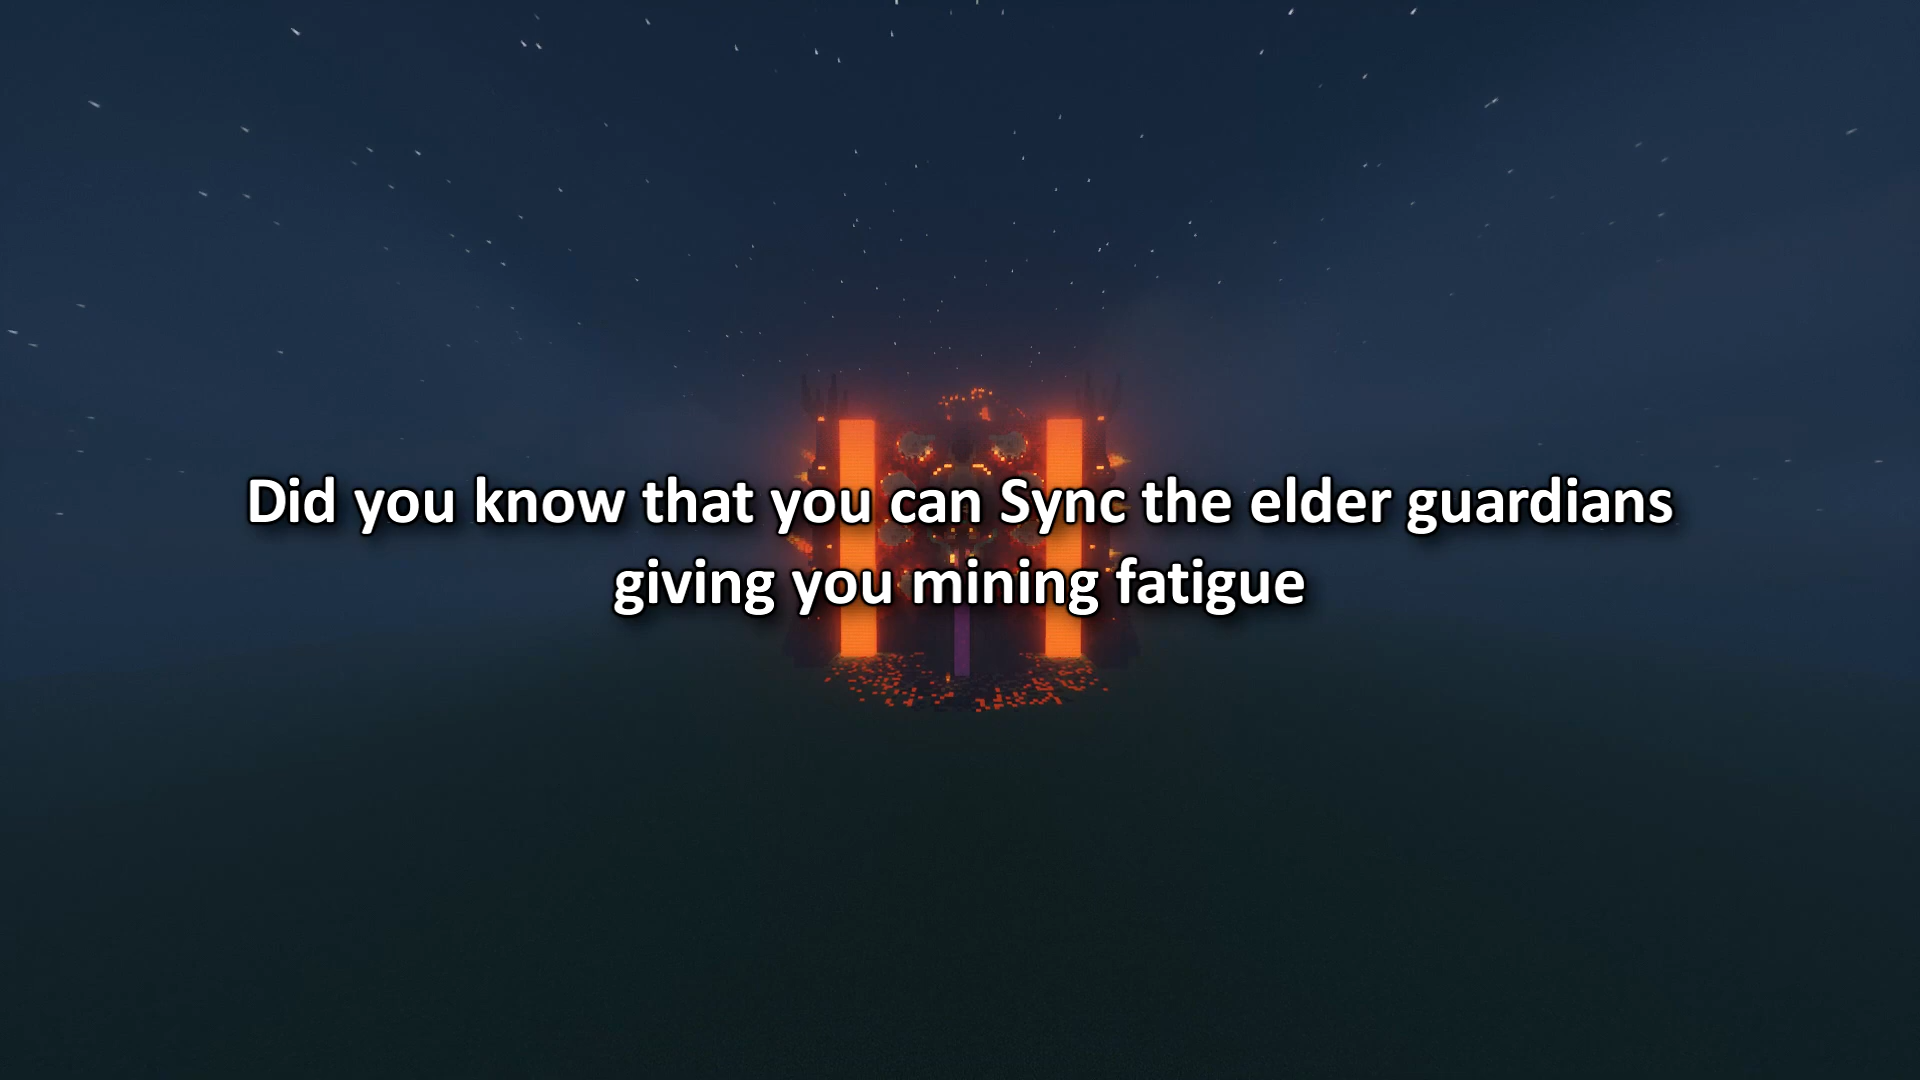 Did you know that you can Sync the elder guardians
giving you mining fatigue